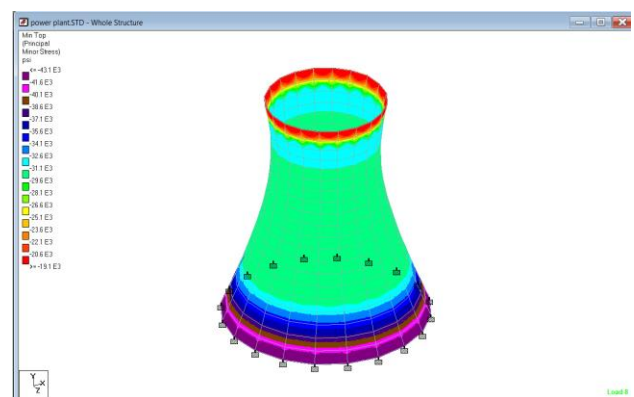 power plant.STD - Whole Structure
Min Top
(Principal
Minor Stress)
psi
<= -43.1 E3
-41.6 E3
-40.1 E3
-38.6 E3
-37.1 E3
-35.6 E3
-34.1 E3
-32.6 E3
-31.1 E3
-29.6 E3
-28.1 E3
-26.6 E3
-25.1 E3
-23.6 E3
-22.1 E3
-20.6 E3
>= -19.1 E3
Y
X
Z
Load 8